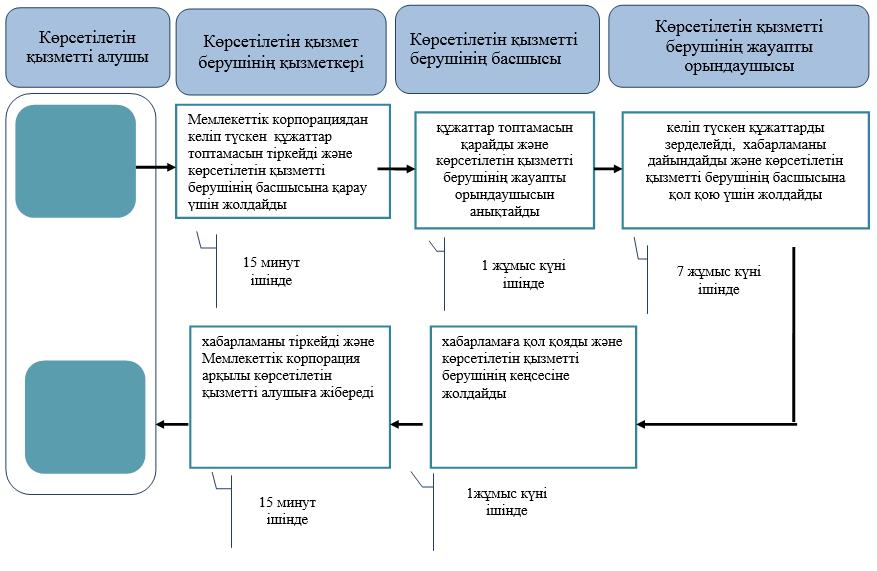 Көрсетілетін
қызметті алушы
Көрсетілетін қызмет
берушінің қызметкері
Көрсетілетін қызметті
берушінің басшысы
Көрсетілетін қызметті
берушінің жауапты
орындаушысы
Мемлекеттік корпорациядан
келіп түскен құжаттар
топтамасын тіркейді және
көрсетілетін қызметті
берушінің басшысына қарау
үшін жолдайды
құжаттар топтамасын
қарайды және
көрсетілетін қызметті
берушінің жауапты
орындаушысын
анықтайды
келіп түскен құжаттарды
зерделейді, хабарламаны
дайындайды және көрсетілетін
қызметті берушінің басшысына
қол қою үшін жолдайды
15 минут
ішінде
1 жұмыс күні
ішінде
7 жұмыс күні
ішінде
хабарламаны тіркейді және
Мемлекеттік корпорация
арқылы көрсетілетін
қызметті алушыға жібереді
хабарламаға қол қояды және
көрсетілетін қызметті
берушінің кеңсесіне
жолдайды
15 минут
ішінде
1жұмыс күні
ішінде